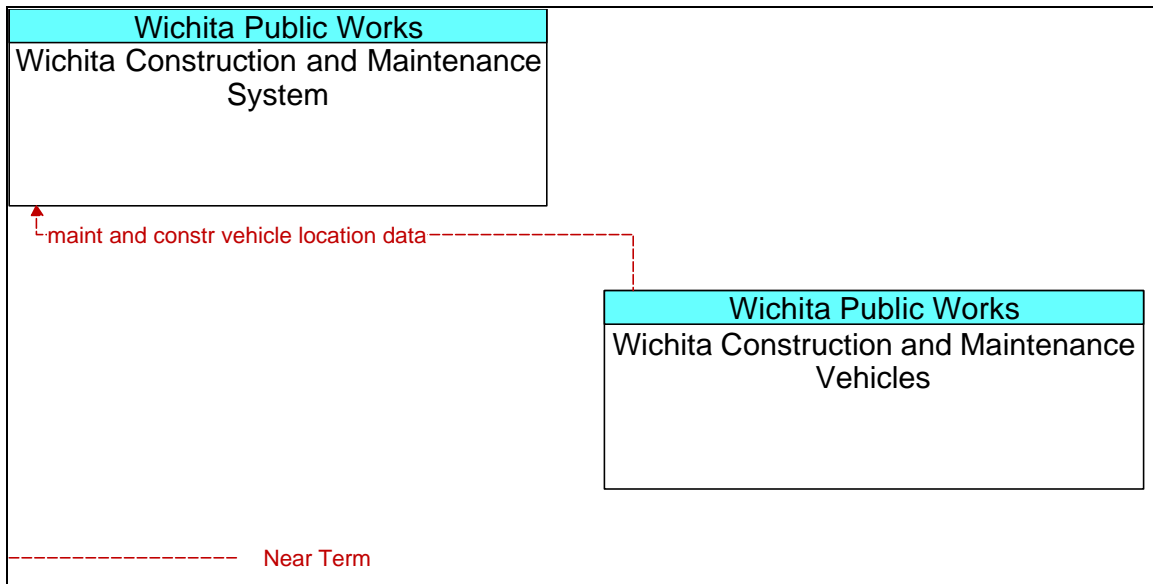 Wichita Public Works
Wichita Construction and Maintenance
System
maint and constr vehicle location data
Wichita Public Works
Wichita Construction and Maintenance
Vehicles
Near Term